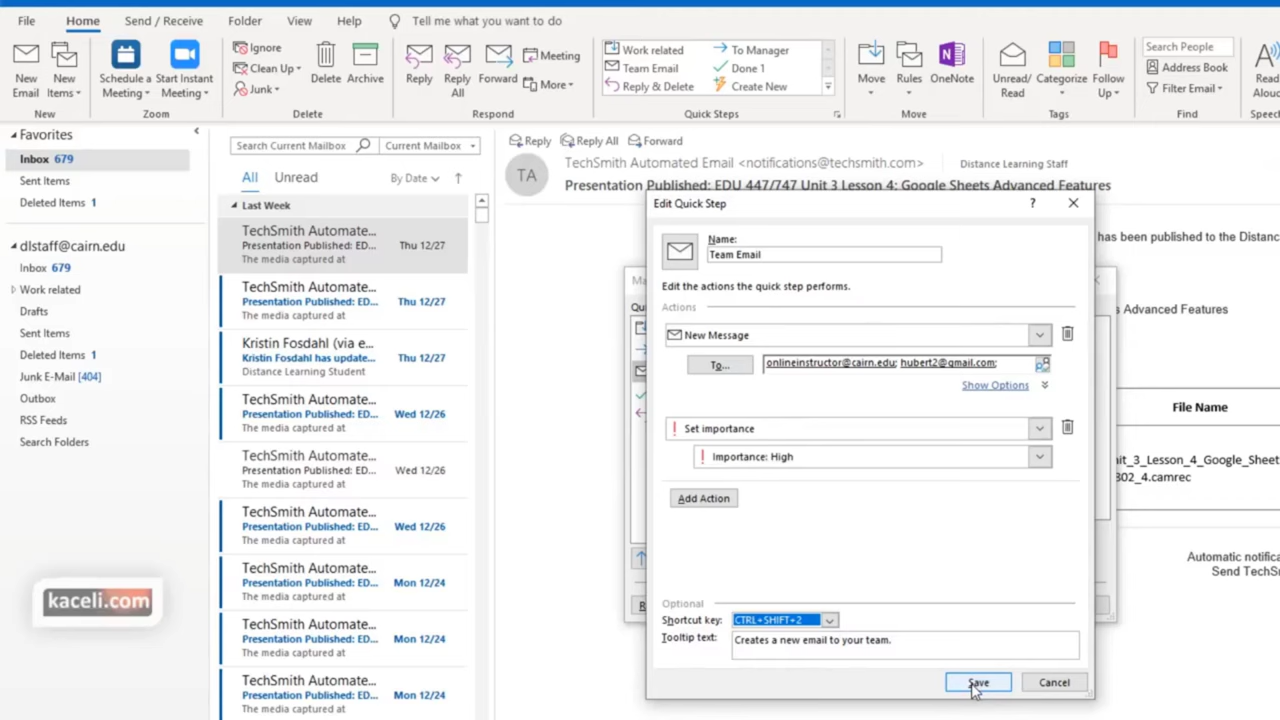 File Home Send / Receive Folder View Help Tell me what you want to do
New Email
New Items
New
Schedule a Meeting
Start Instant Meeting
Zoom
Ignore
Clean Up
Junk
Delete
Archive
Delete
Reply
Reply All
Forward
Meeting
More
Respond
Work related
Team Email
Reply & Delete
To Manager
Done 1
Create New
Quick Steps
Move
Rules
OneNote
Move
Unread/ Read
Categorize
Follow Up
Tags
Search People
Address Book
Filter Email
Find
Read
Speec
Favorites
Inbox 679
Sent Items
Deleted Items 1
dlstaff@cairn.edu
Inbox 679
Work related
Drafts
Sent Items
Deleted Items 1
Junk E-Mail [404]
Outbox
RSS Feeds
Search Folders
kaceli.com
Search Current Mailbox Current Mailbox
All Unread By Date
Last Week
TechSmith Automate...
Presentation Published: ED... Thu 12/27
The media captured at
TechSmith Automate...
Presentation Published: ED... Thu 12/27
The media captured at
Kristin Fosdahl (via e...
Kristin Fosdahl has update... Thu 12/27
Distance Learning Student
TechSmith Automate...
Presentation Published: ED... Wed 12/26
The media captured at
TechSmith Automate...
Presentation Published: ED... Wed 12/26
The media captured at
TechSmith Automate...
Presentation Published: ED... Wed 12/26
The media captured at
TechSmith Automate...
Presentation Published: ED... Mon 12/24
The media captured at
TechSmith Automate...
Presentation Published: ED... Mon 12/24
The media captured at
TechSmith Automate...
Presentation Published: ED... Mon 12/24
The media captured at
Reply Reply All Forward
TA
TechSmith Automated Email <notifications@techsmith.com> Distance Learning Staff
Presentation Published: EDU 447/747 Unit 3 Lesson 4: Google Sheets Advanced Features
has been published to the Distanc
s Advanced Features
File Name
nit_3_Lesson_4_Google_Sheets
802_4.camrec
Automatic notifica
Send TechSm
Edit Quick Step ?
Name:
Team Email
Edit the actions the quick step performs.
Actions
New Message
To... onlineinstructor@cairn.edu; hubert2@gmail.com;
Show Options
Set importance
Importance: High
Add Action
Optional
Shortcut key: CTRL+SHIFT+2
Tooltip text: Creates a new email to your team.
Save Cancel